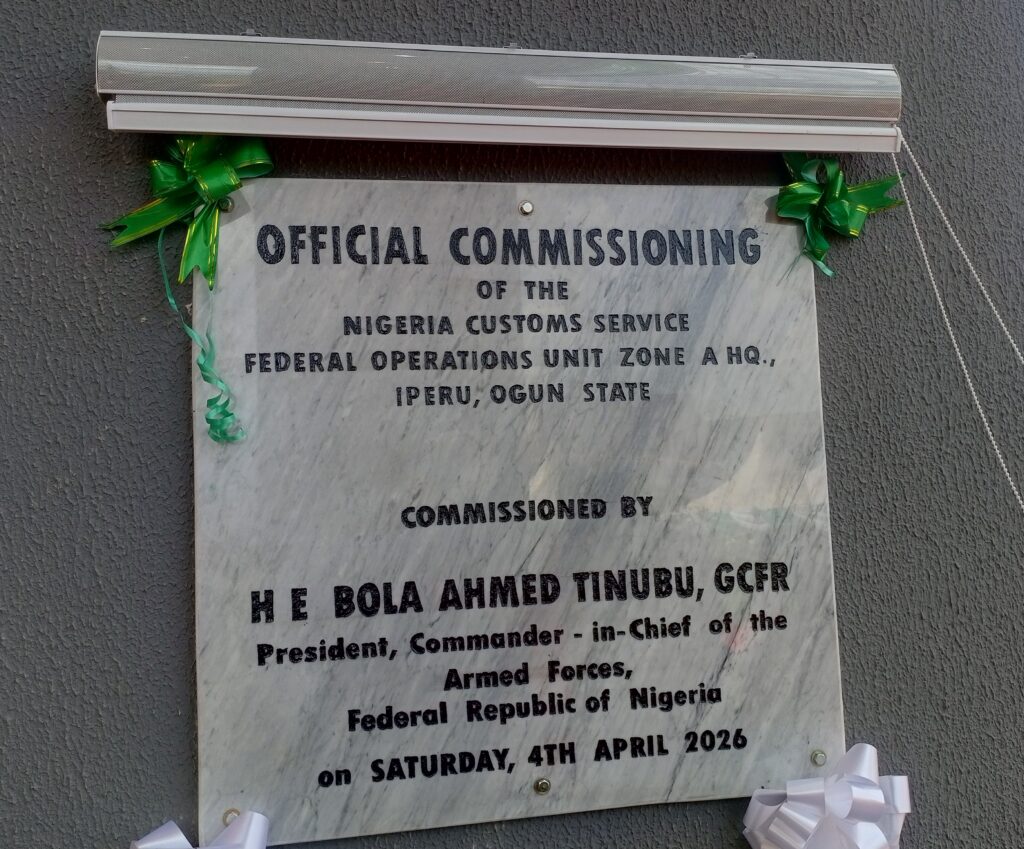 OFFICIAL COMMISSIONING
OF THE
NIGERIA CUSTOMS SERVICE
FEDERAL OPERATIONS UNIT ZONE A HQ.,
IPERU, OGUN STATE
COMMISSIONED BY
H E BOLA AHMED TINUBU, GCFR
President, Commander - in-Chief of the
Armed Forces,
Federal Republic of Nigeria
on SATURDAY, 4TH APRIL 2026